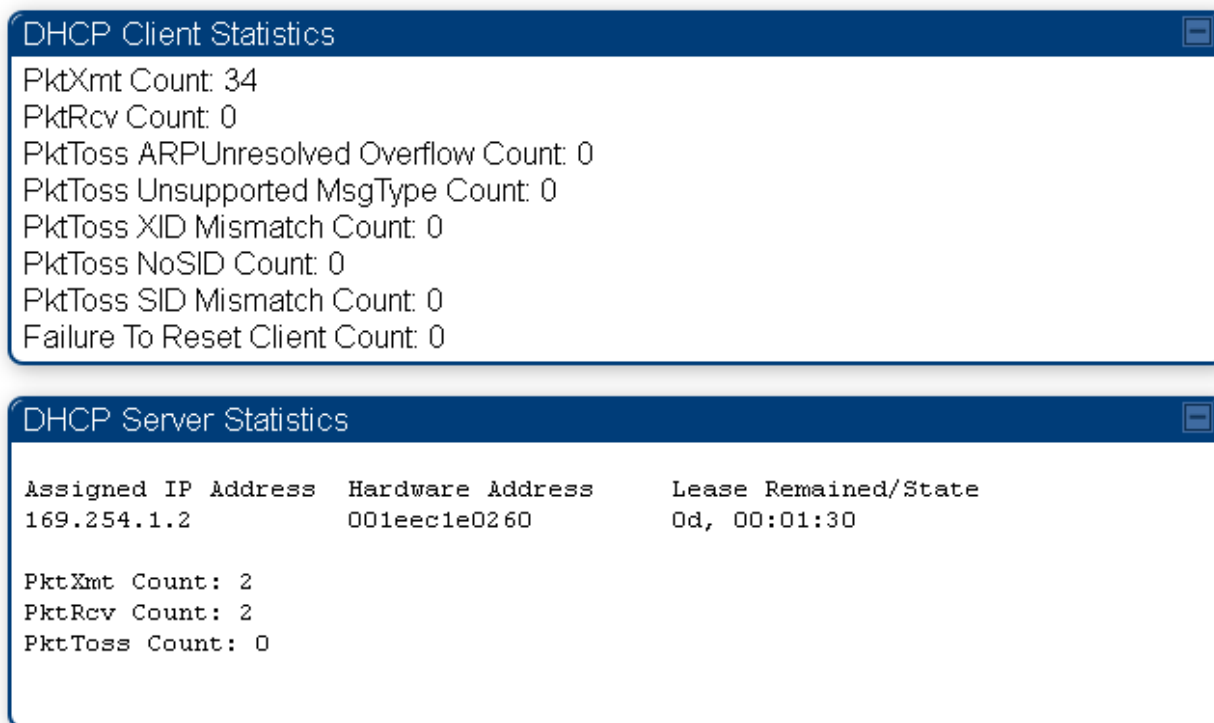 DHCP Client Statistics
PktXmt Count: 34
PktRcv Count: 0
PktToss ARPUnresolved Overflow Count: 0
PktToss Unsupported MsgType Count: 0
PktToss XID Mismatch Count: 0
PktToss NoSID Count: 0
PktToss SID Mismatch Count: 0
Failure To Reset Client Count: 0
DHCP Server Statistics
Assigned IP Address Hardware Address Lease Remained/State
169.254.1.2 001eec1e0260 0d, 00:01:30
PktXmt Count: 2
PktRcv Count: 2
PktToss Count: 0